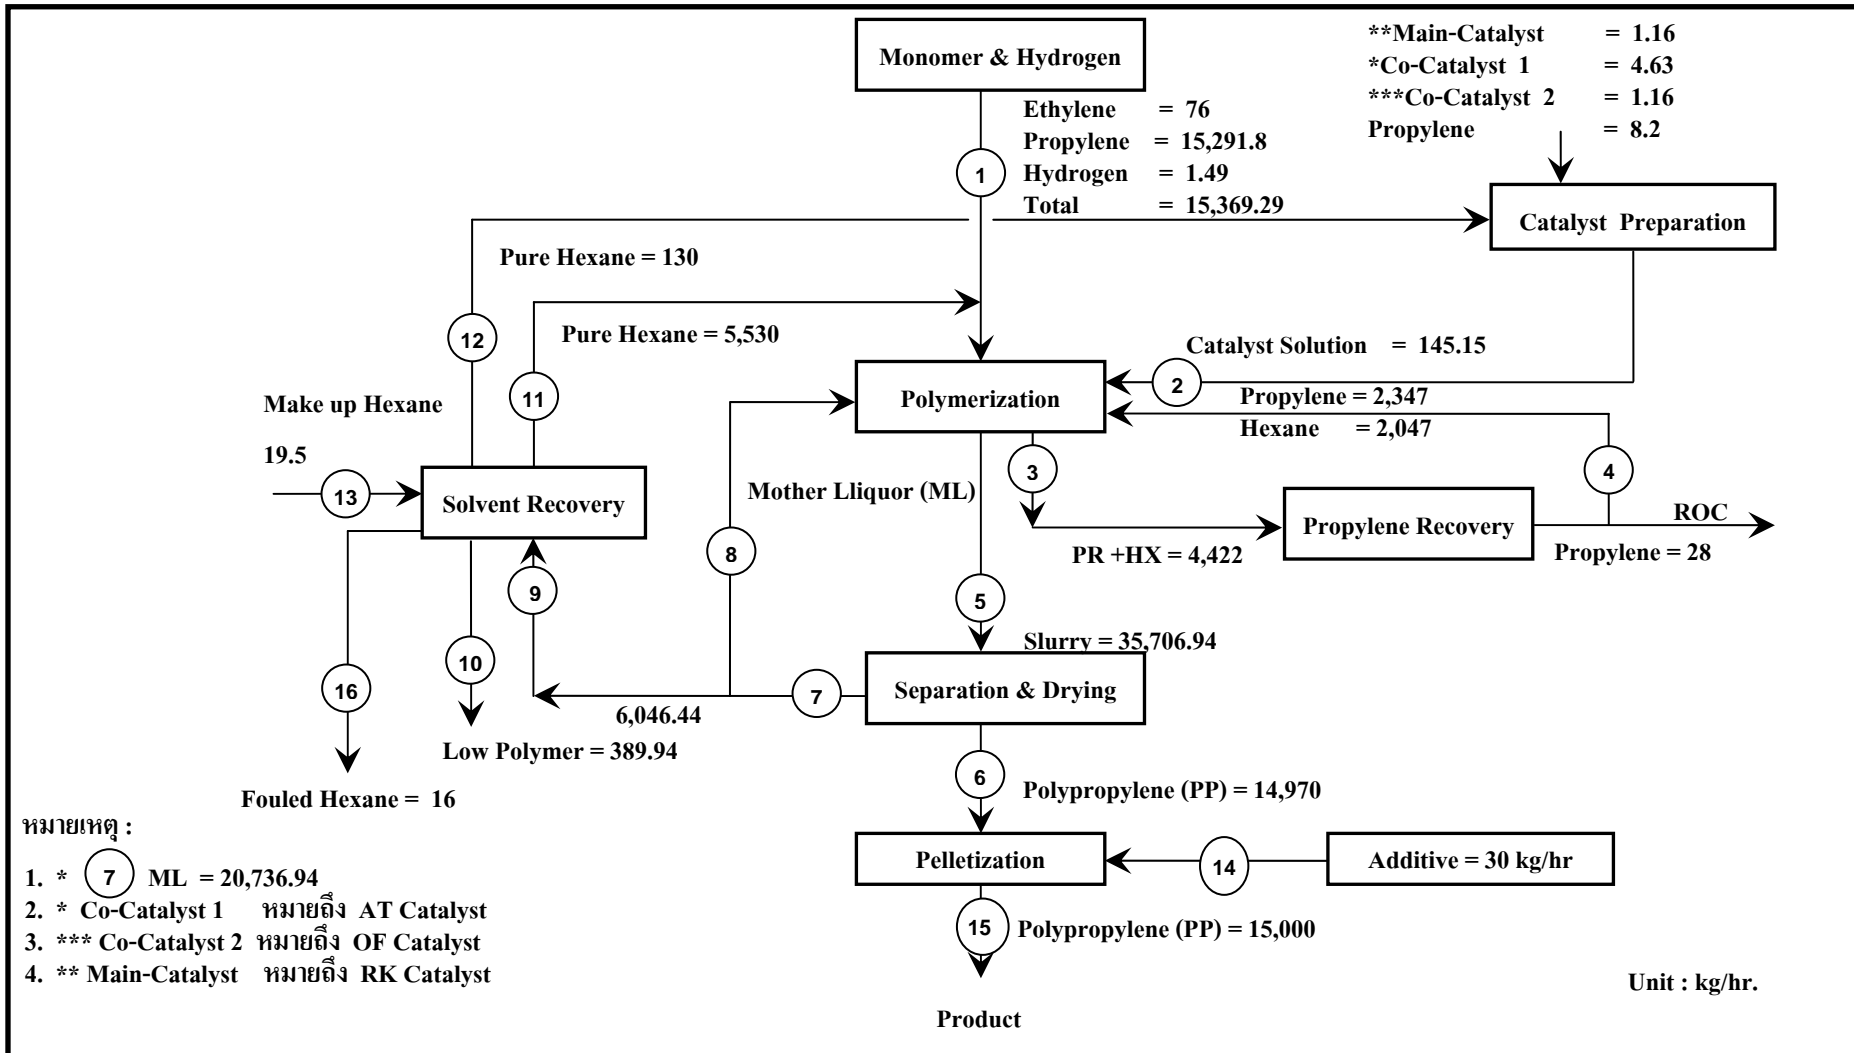 Monomer & Hydrogen
**Main-Catalyst = 1.16
*Co-Catalyst 1 = 4.63
***Co-Catalyst 2 = 1.16
Propylene = 8.2
Ethylene = 76
Propylene = 15,291.8
Hydrogen = 1.49
Total = 15,369.29
1
Catalyst Preparation
Pure Hexane = 130
12
Pure Hexane = 5,530
11
Catalyst Solution = 145.15
2
Polymerization
Propylene = 2,347
Hexane = 2,047
Make up Hexane
19.5
13
Solvent Recovery
Mother Lliquor (ML)
3
4
Propylene Recovery
ROC
PR +HX = 4,422
Propylene = 28
8
9
5
Slurry = 35,706.94
10
16
7
Separation & Drying
6,046.44
Low Polymer = 389.94
6
Polypropylene (PP) = 14,970
Fouled Hexane = 16
Pelletization
14
Additive = 30 kg/hr
15
Polypropylene (PP) = 15,000
Product
หมายเหตุ :
1. * 7 ML = 20,736.94
2. * Co-Catalyst 1 หมายถึง AT Catalyst
3. *** Co-Catalyst 2 หมายถึง OF Catalyst
4. ** Main-Catalyst หมายถึง RK Catalyst
Unit : kg/hr.